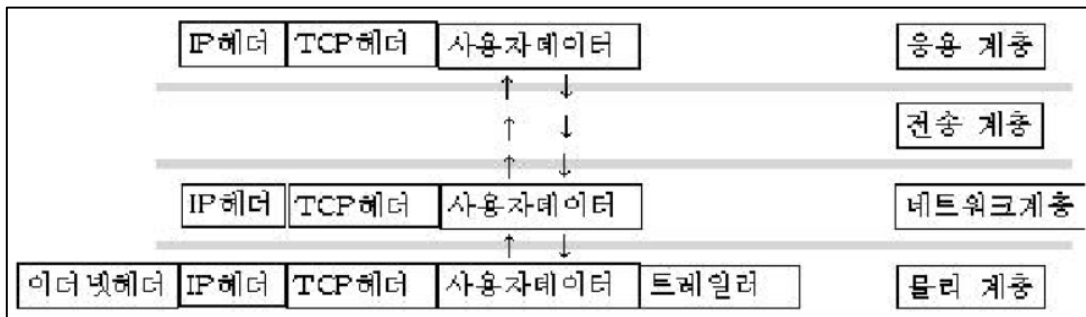 IP헤더 TCP헤더 사용자데이터 응용 계층
↑ ↓
↑ ↓ 전송 계층
↑ ↓
IP헤더 TCP헤더 사용자데이터 네트워크계층
↑ ↓
이더넷헤더 IP헤더 TCP헤더 사용자데이터 트레일러 물리 계층